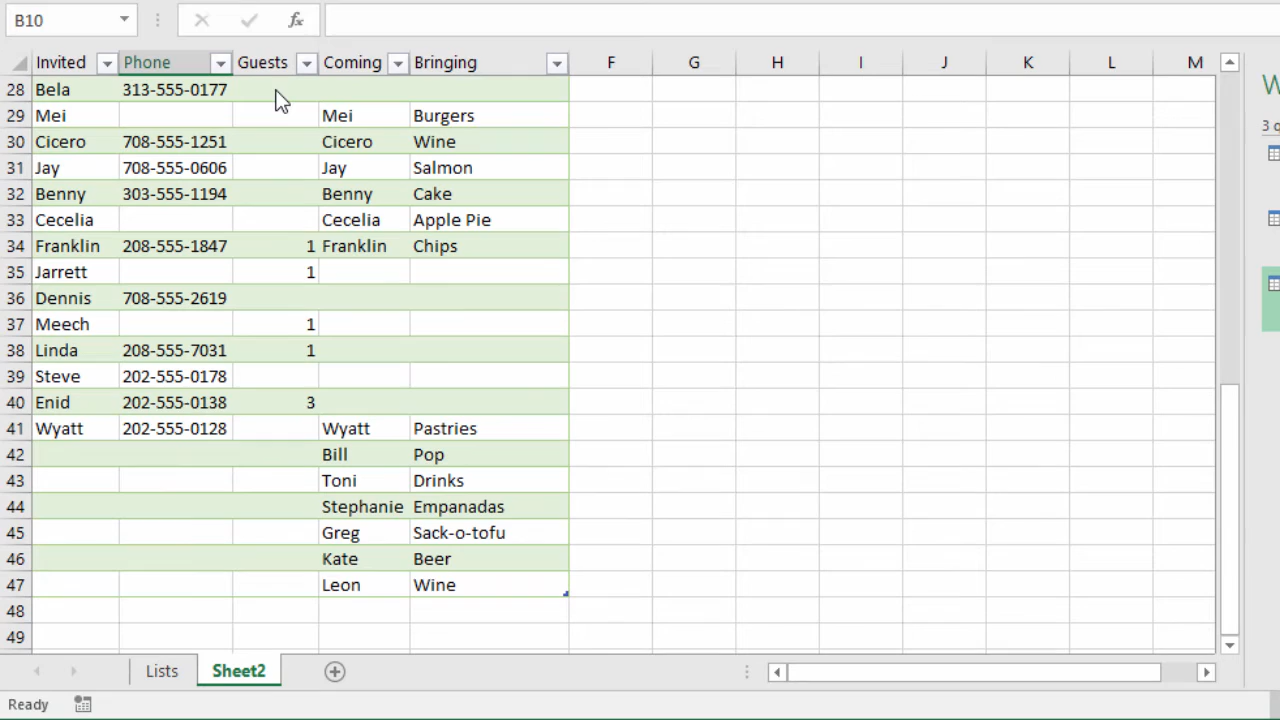 B10 fx
Invited Phone Guests Coming Bringing F G H I J K L M W
28 Bela 313-555-0177 3 q
29 Mei Mei Burgers
30 Cicero 708-555-1251 Cicero Wine
31 Jay 708-555-0606 Jay Salmon
32 Benny 303-555-1194 Benny Cake
33 Cecelia Cecelia Apple Pie
34 Franklin 208-555-1847 1 Franklin Chips
35 Jarrett 1
36 Dennis 708-555-2619
37 Meech 1
38 Linda 208-555-7031 1
39 Steve 202-555-0178
40 Enid 202-555-0138 3
41 Wyatt 202-555-0128 Wyatt Pastries
42 Bill Pop
43 Toni Drinks
44 Stephanie Empanadas
45 Greg Sack-o-tofu
46 Kate Beer
47 Leon Wine
48
49
Lists Sheet2
Ready